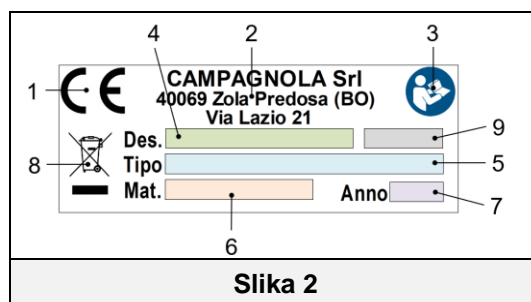 4 2 3
1 CE CAMPAGNOLA Srl
40069 Zola Predosa (BO)
Via Lazio 21
Des. 9
8 Tipo 5
Mat. Anno 7
6
Slika 2